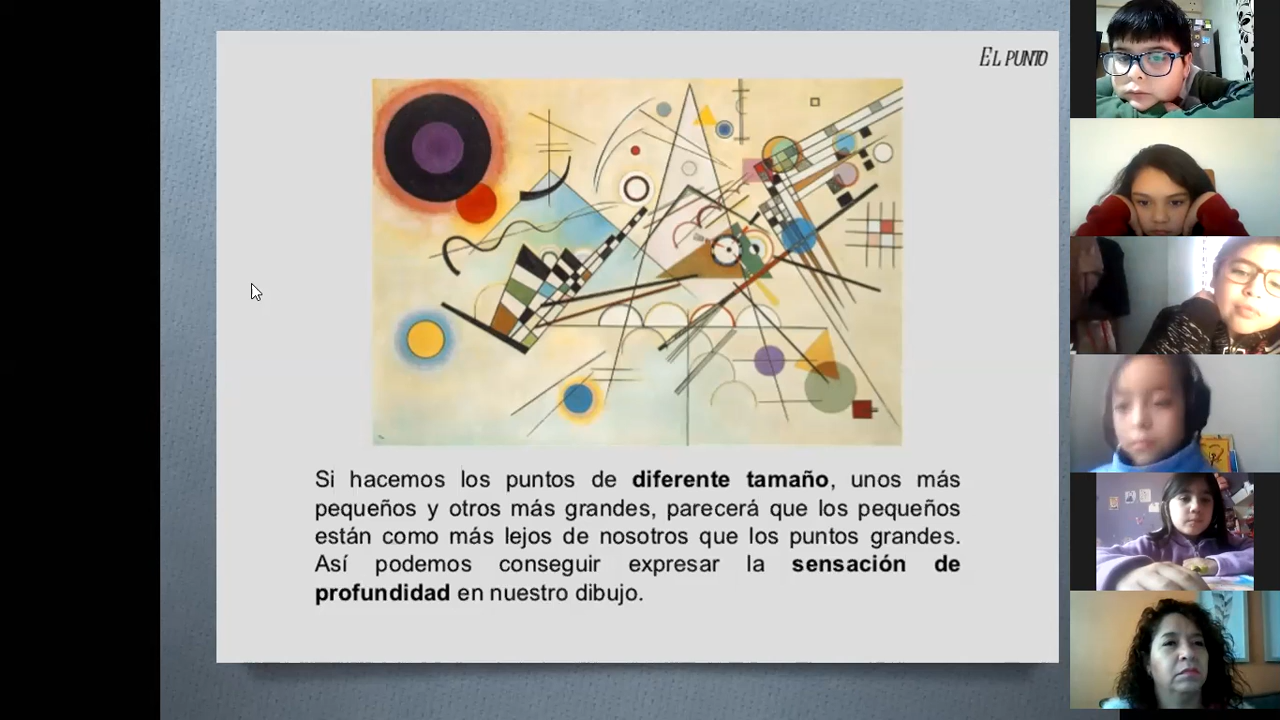 EL PUNTO
Si hacemos los puntos de diferente tamaño, unos más
pequeños y otros más grandes, parecerá que los pequeños
están como más lejos de nosotros que los puntos grandes.
Así podemos conseguir expresar la sensación de
profundidad en nuestro dibujo.